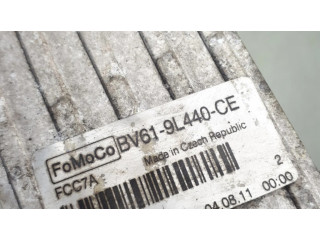 FoMoCo BV61-9L440-CE
Made in Czech Republic
FCC7A
2
04.08.11 00:00